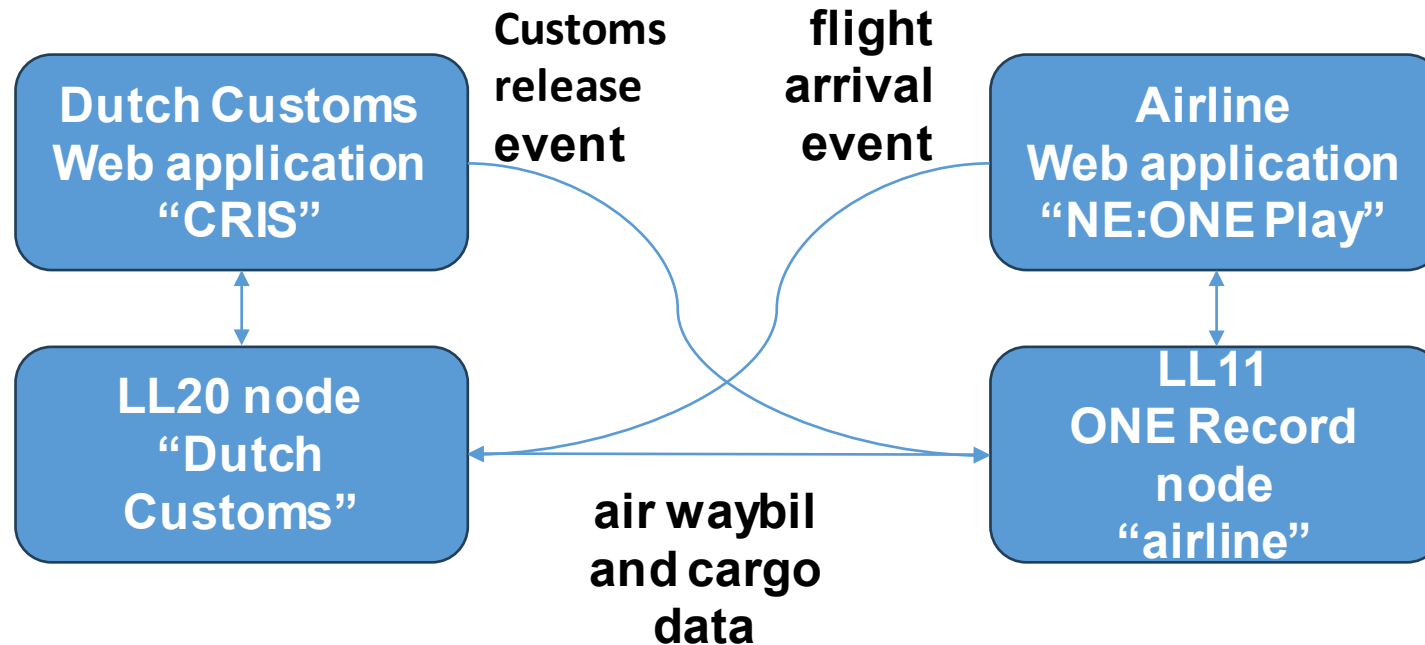 Customs
release
event
flight
arrival
event
Dutch Customs
Web application
“CRIS”
Airline
Web application
“NE:ONE Play”
LL20 node
“Dutch
Customs”
LL11
ONE Record
node
“airline”
air waybil
and cargo
data